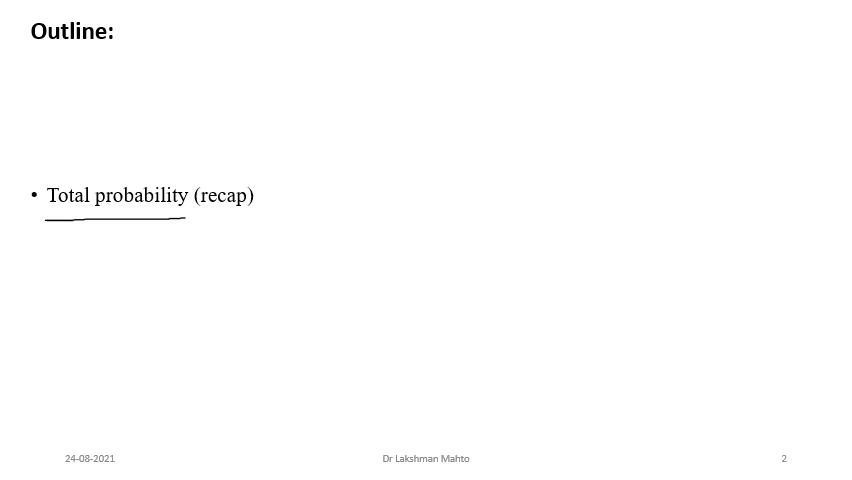 Outline:
• Total probability (recap)
24-08-2021 Dr Lakshman Mahto 2